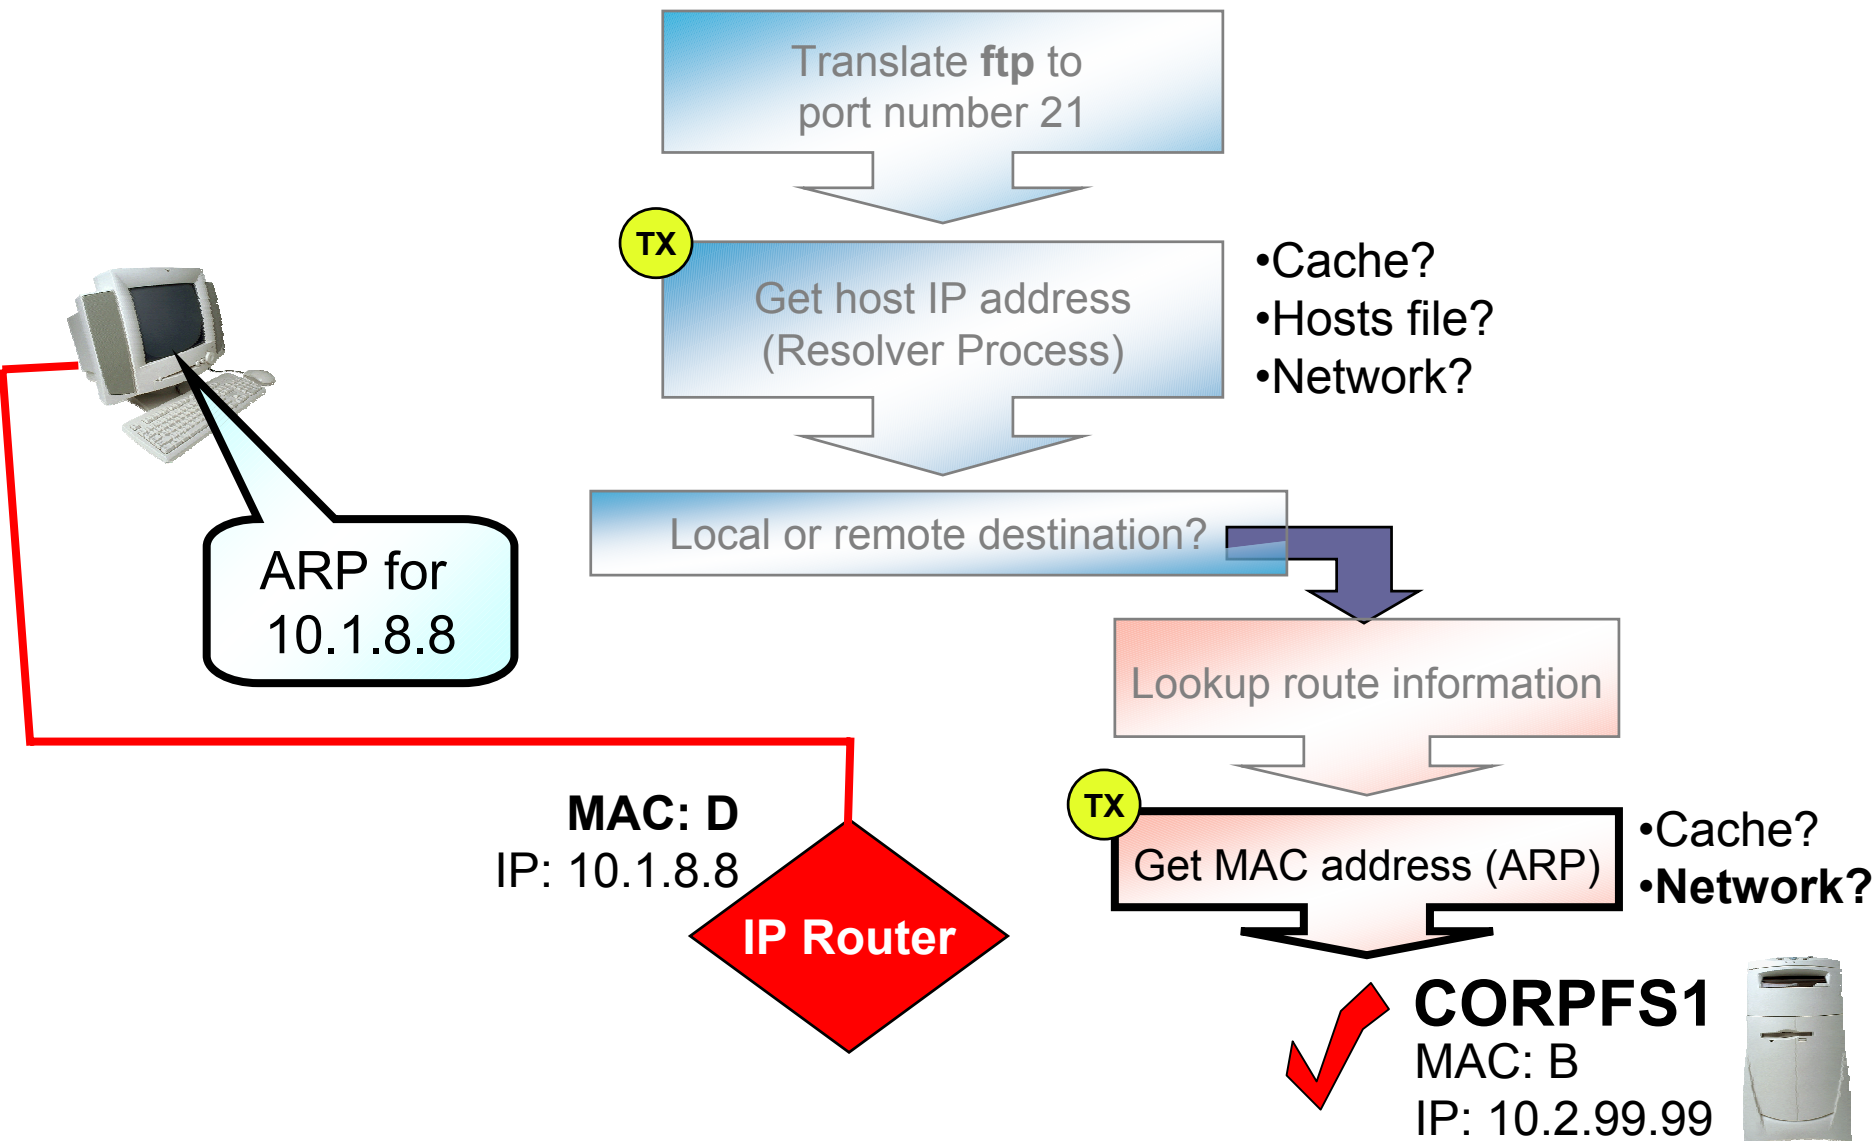 Translate ftp to
port number 21
TX
Get host IP address
(Resolver Process)
•Cache?
•Hosts file?
•Network?
Local or remote destination?
ARP for
10.1.8.8
Lookup route information
MAC: D
IP: 10.1.8.8
IP Router
TX
Get MAC address (ARP)
•Cache?
•Network?
CORPFS1
MAC: B
IP: 10.2.99.99